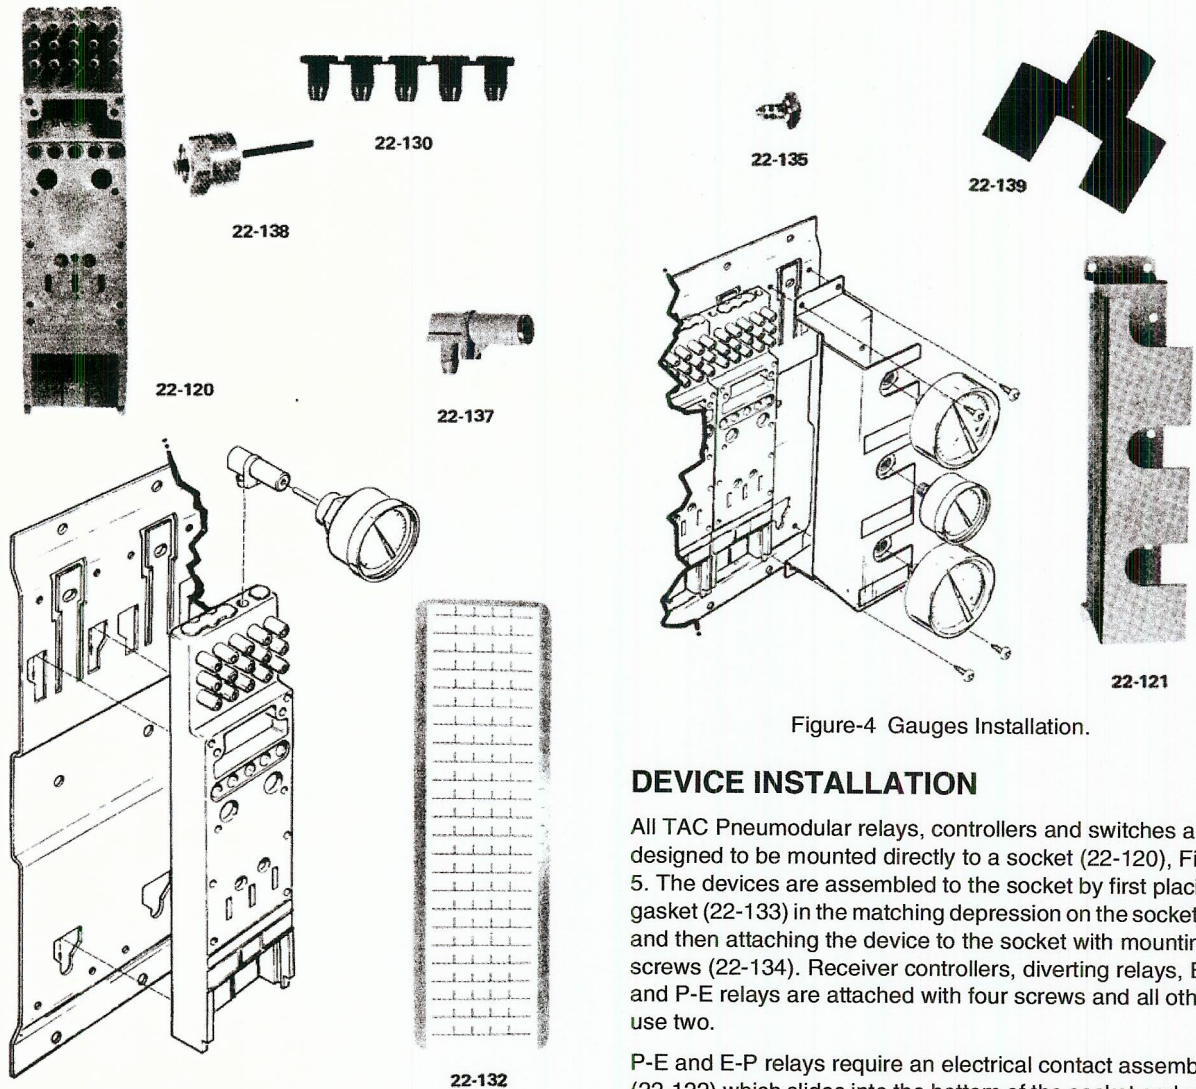 22-130
22-138
22-120
22-137
22-132
22-135
22-139
22-121
Figure-4 Gauges Installation.
DEVICE INSTALLATION
All TAC Pneumodular relays, controllers and switches a
designed to be mounted directly to a socket (22-120), Fi
5. The devices are assembled to the socket by first placi
gasket (22-133) in the matching depression on the socket
and then attaching the device to the socket with mountin
screws (22-134). Receiver controllers, diverting relays, E
and P-E relays are attached with four screws and all oth
use two.
P-E and E-P relays require an electrical contact assemb
(22-122) which slides into the bottom of the socket and